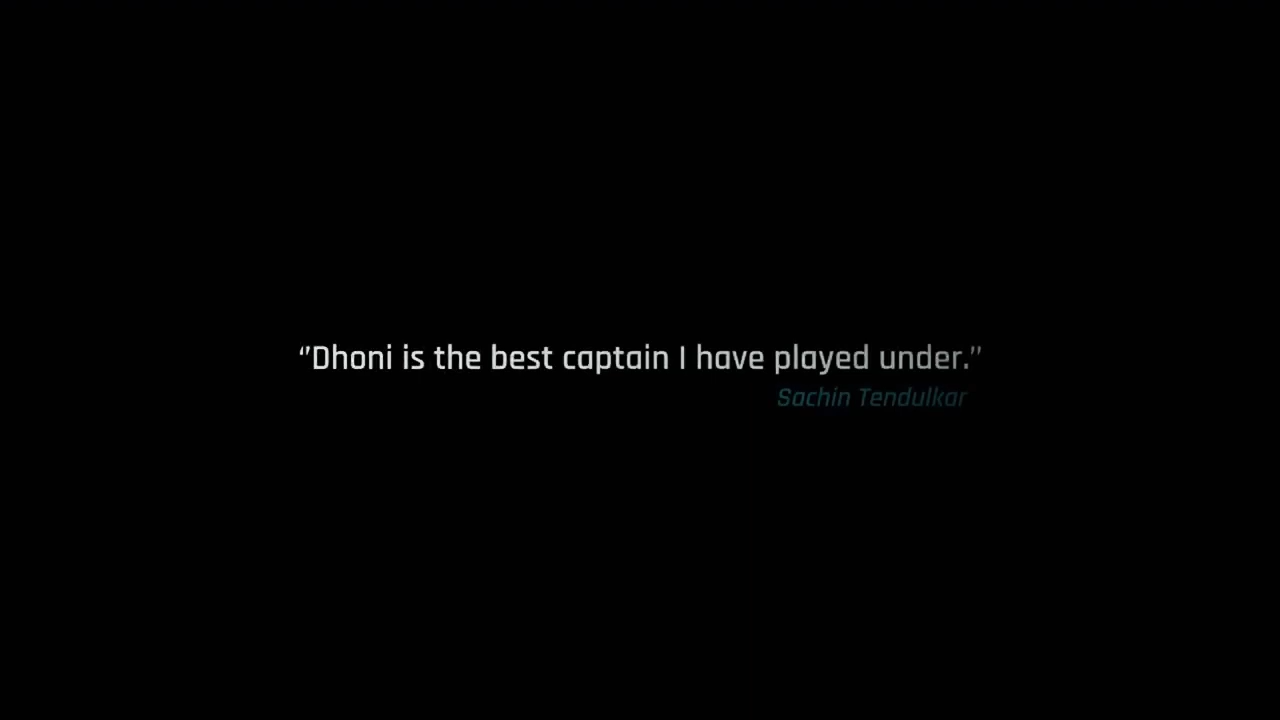 “Dhoni is the best captain I have played under.”
Sachin Tendulkar